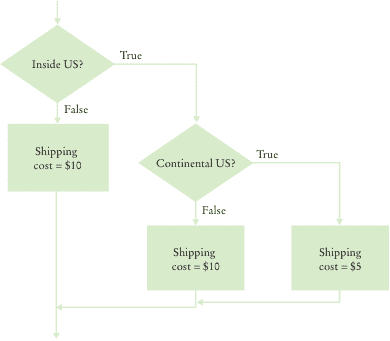 True
Inside US?
False
Shipping
cost = $10
True
Continental US?
False
Shipping
cost = $10
Shipping
cost = $5